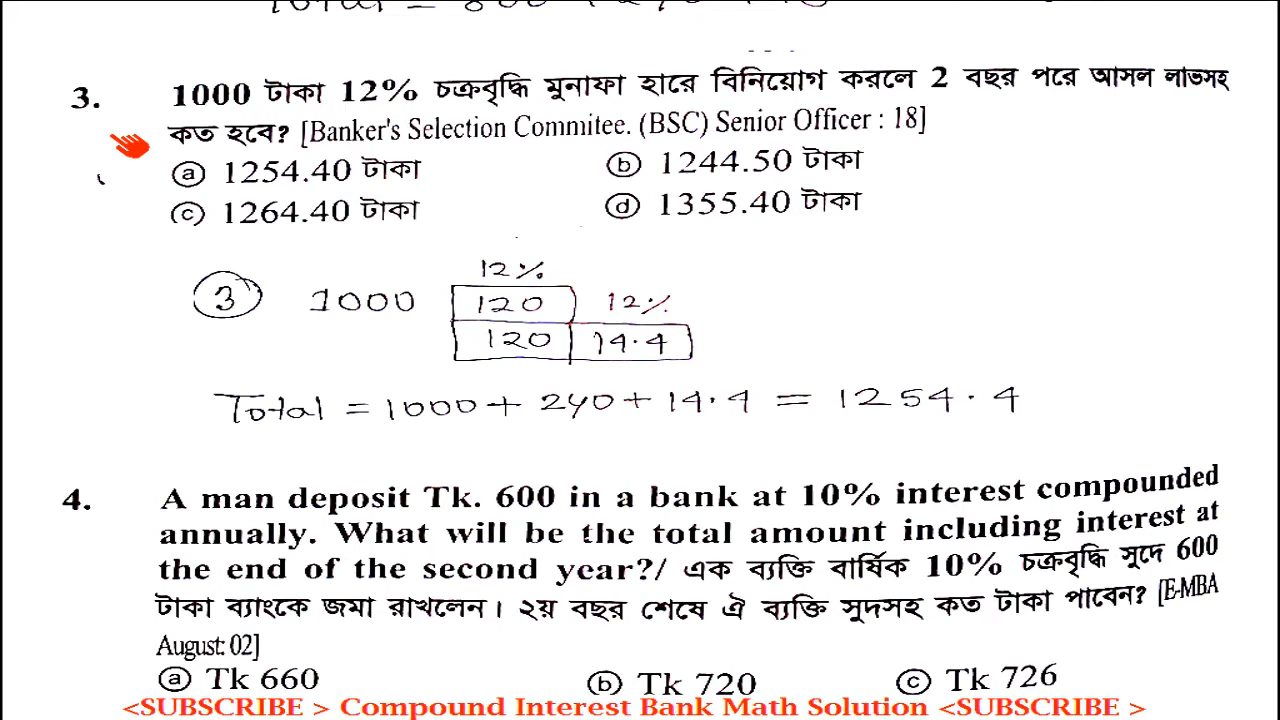 3. 1000 টাকা 12% চক্রবৃদ্ধি মুনাফা হারে বিনিয়োগ করলে 2 বছর পরে আসল লাভসহ
কত হবে? [Banker's Selection Commitee. (BSC) Senior Officer : 18]
ⓐ 1254.40 টাকা ⓑ 1244.50 টাকা
ⓒ 1264.40 টাকা ⓓ 1355.40 টাকা
12%
3 1000 120 12%
120 14.4
Total = 1000 + 240 + 14.4 = 1254.4
4. A man deposit Tk. 600 in a bank at 10% interest compounded
annually. What will be the total amount including interest at
the end of the second year?/ এক ব্যক্তি বার্ষিক 10% চক্রবৃদ্ধি সুদে 600
টাকা ব্যাংকে জমা রাখলেন। ২য় বছর শেষে ঐ ব্যক্তি সুদসহ কত টাকা পাবেন? [E-MBA
August: 02]
ⓐ Tk 660 ⓑ Tk 720 ⓒ Tk 726
<SUBSCRIBE > Compound Interest Bank Math Solution <SUBSCRIBE >